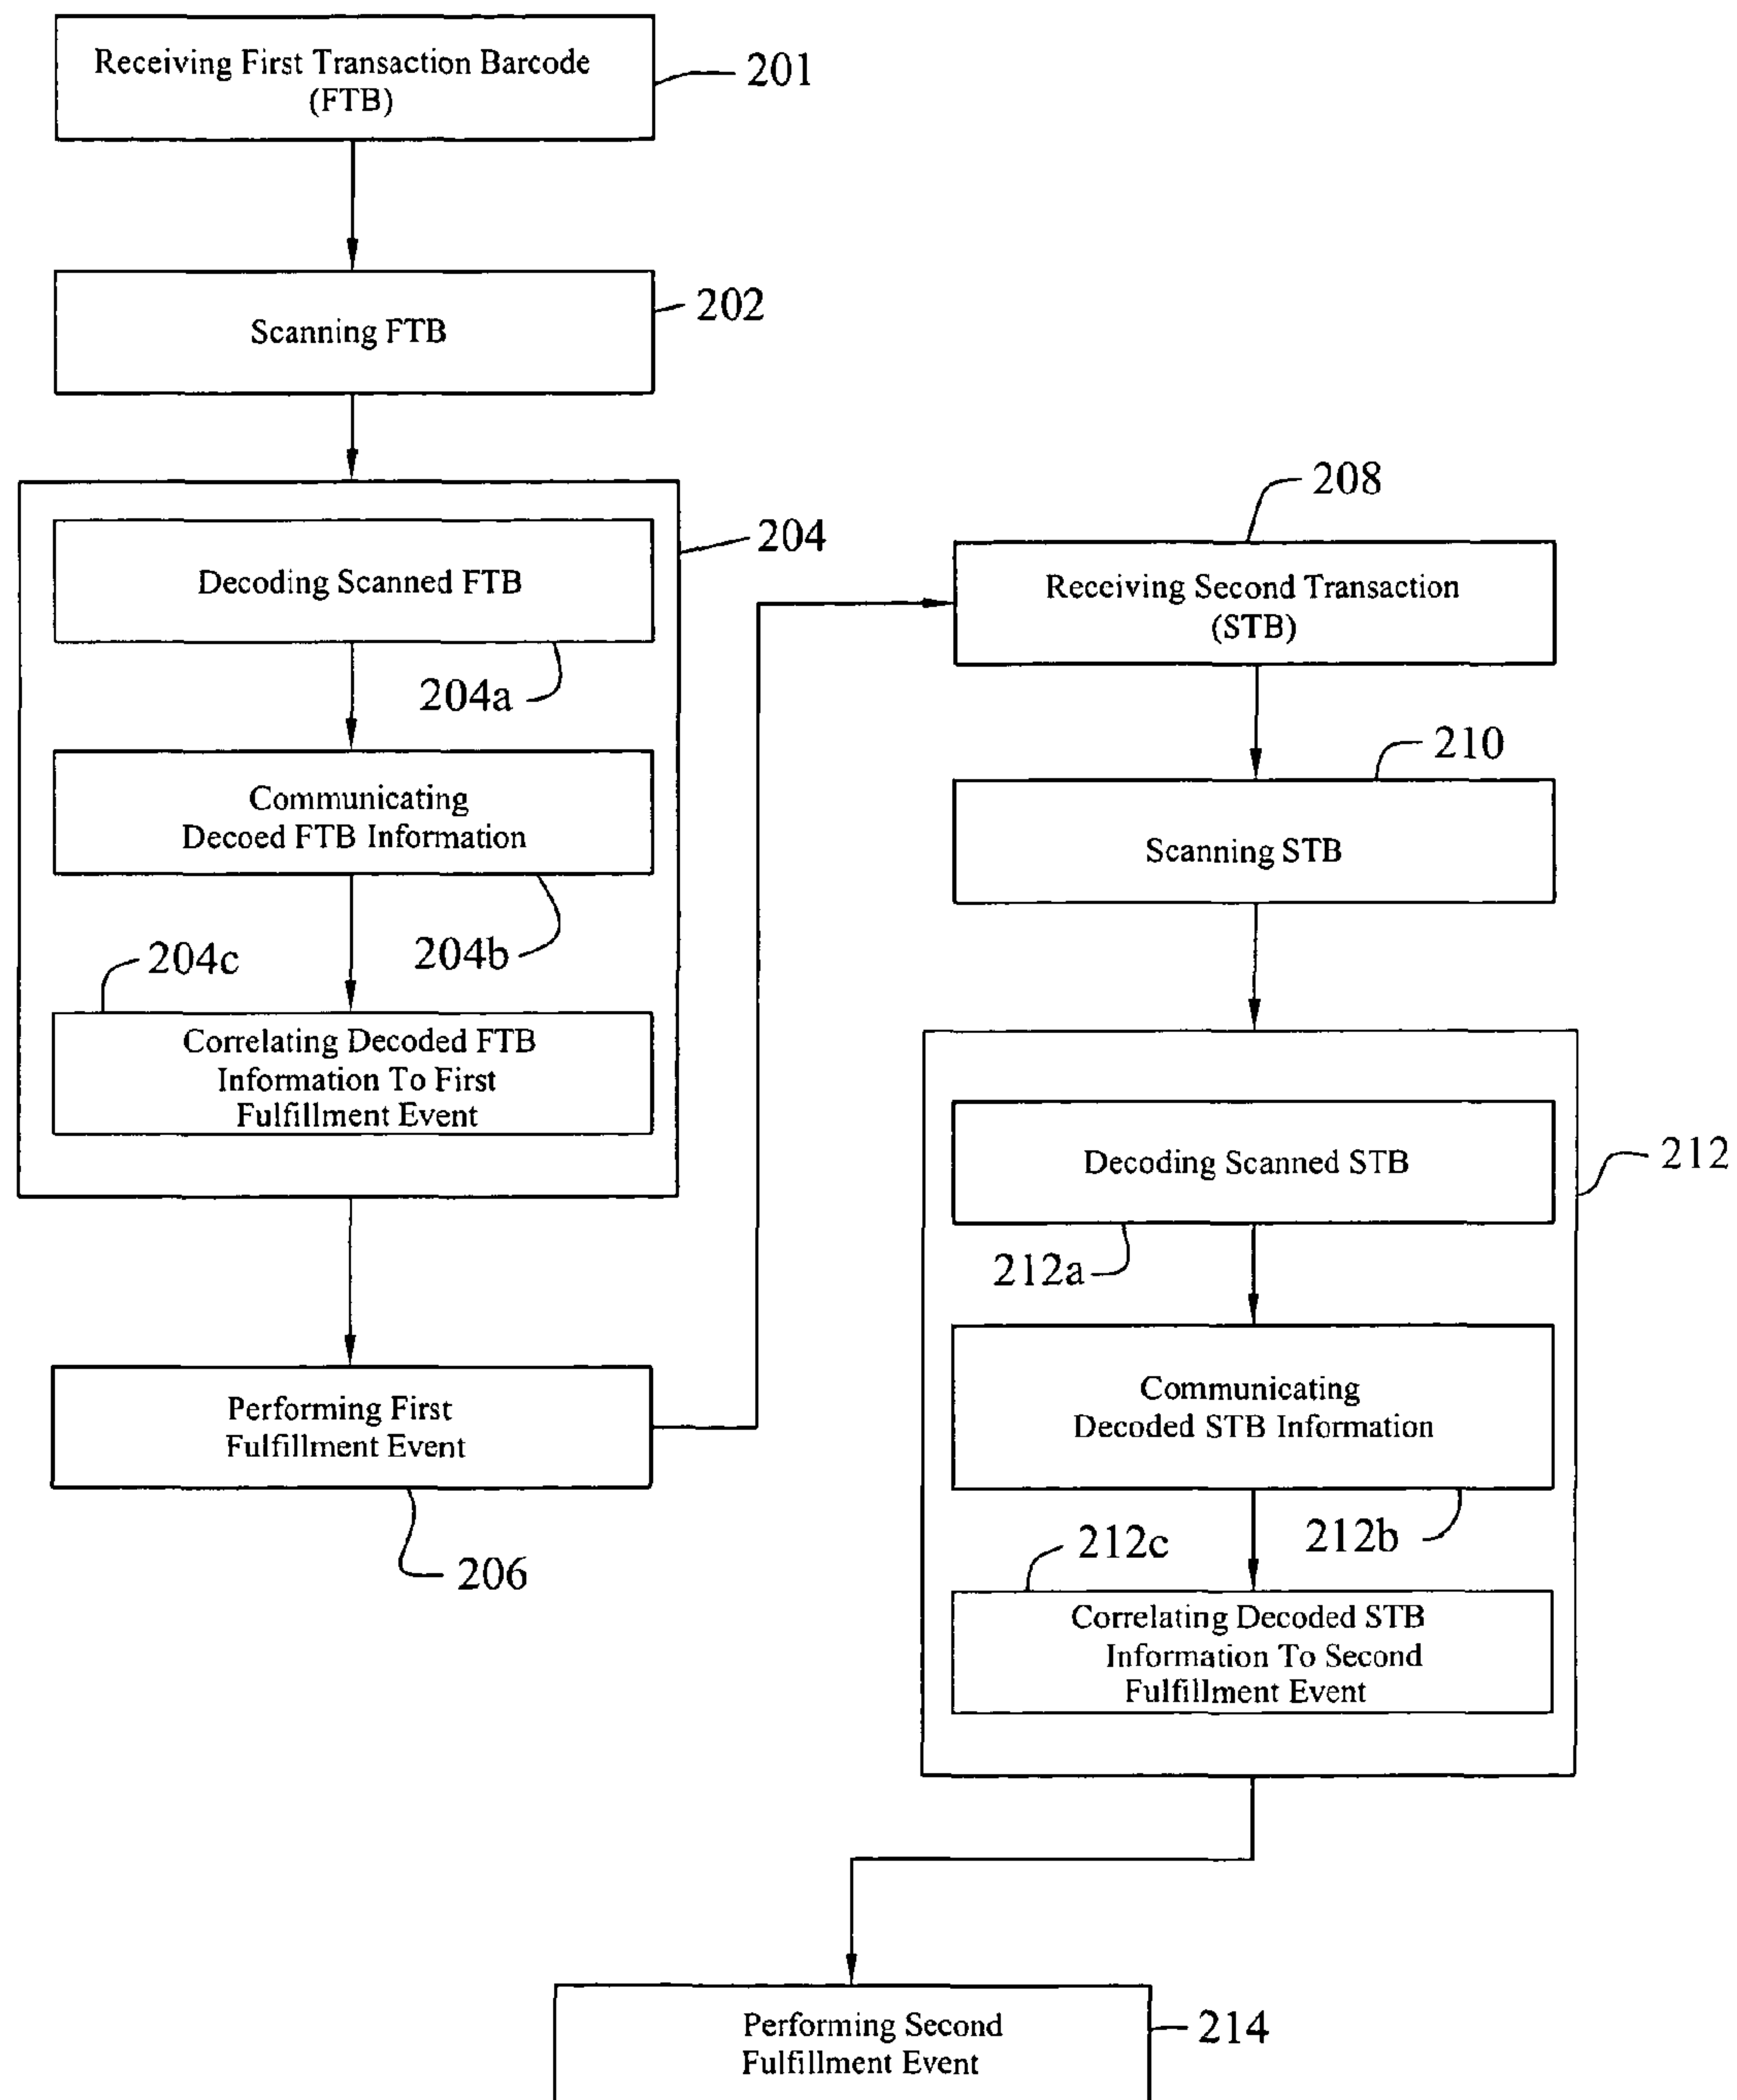 Receiving First Transaction Barcode
(FTB)
201
Scanning FTB
202
204
Decoding Scanned FTB
204a
Communicating
Decoed FTB Information
204b
204c
Correlating Decoded FTB
Information To First
Fulfillment Event
Performing First
Fulfillment Event
206
208
Receiving Second Transaction
(STB)
210
Scanning STB
212
Decoding Scanned STB
212a
Communicating
Decoded STB Information
212b
212c
Correlating Decoded STB
Information To Second
Fulfillment Event
Performing Second
Fulfillment Event
214